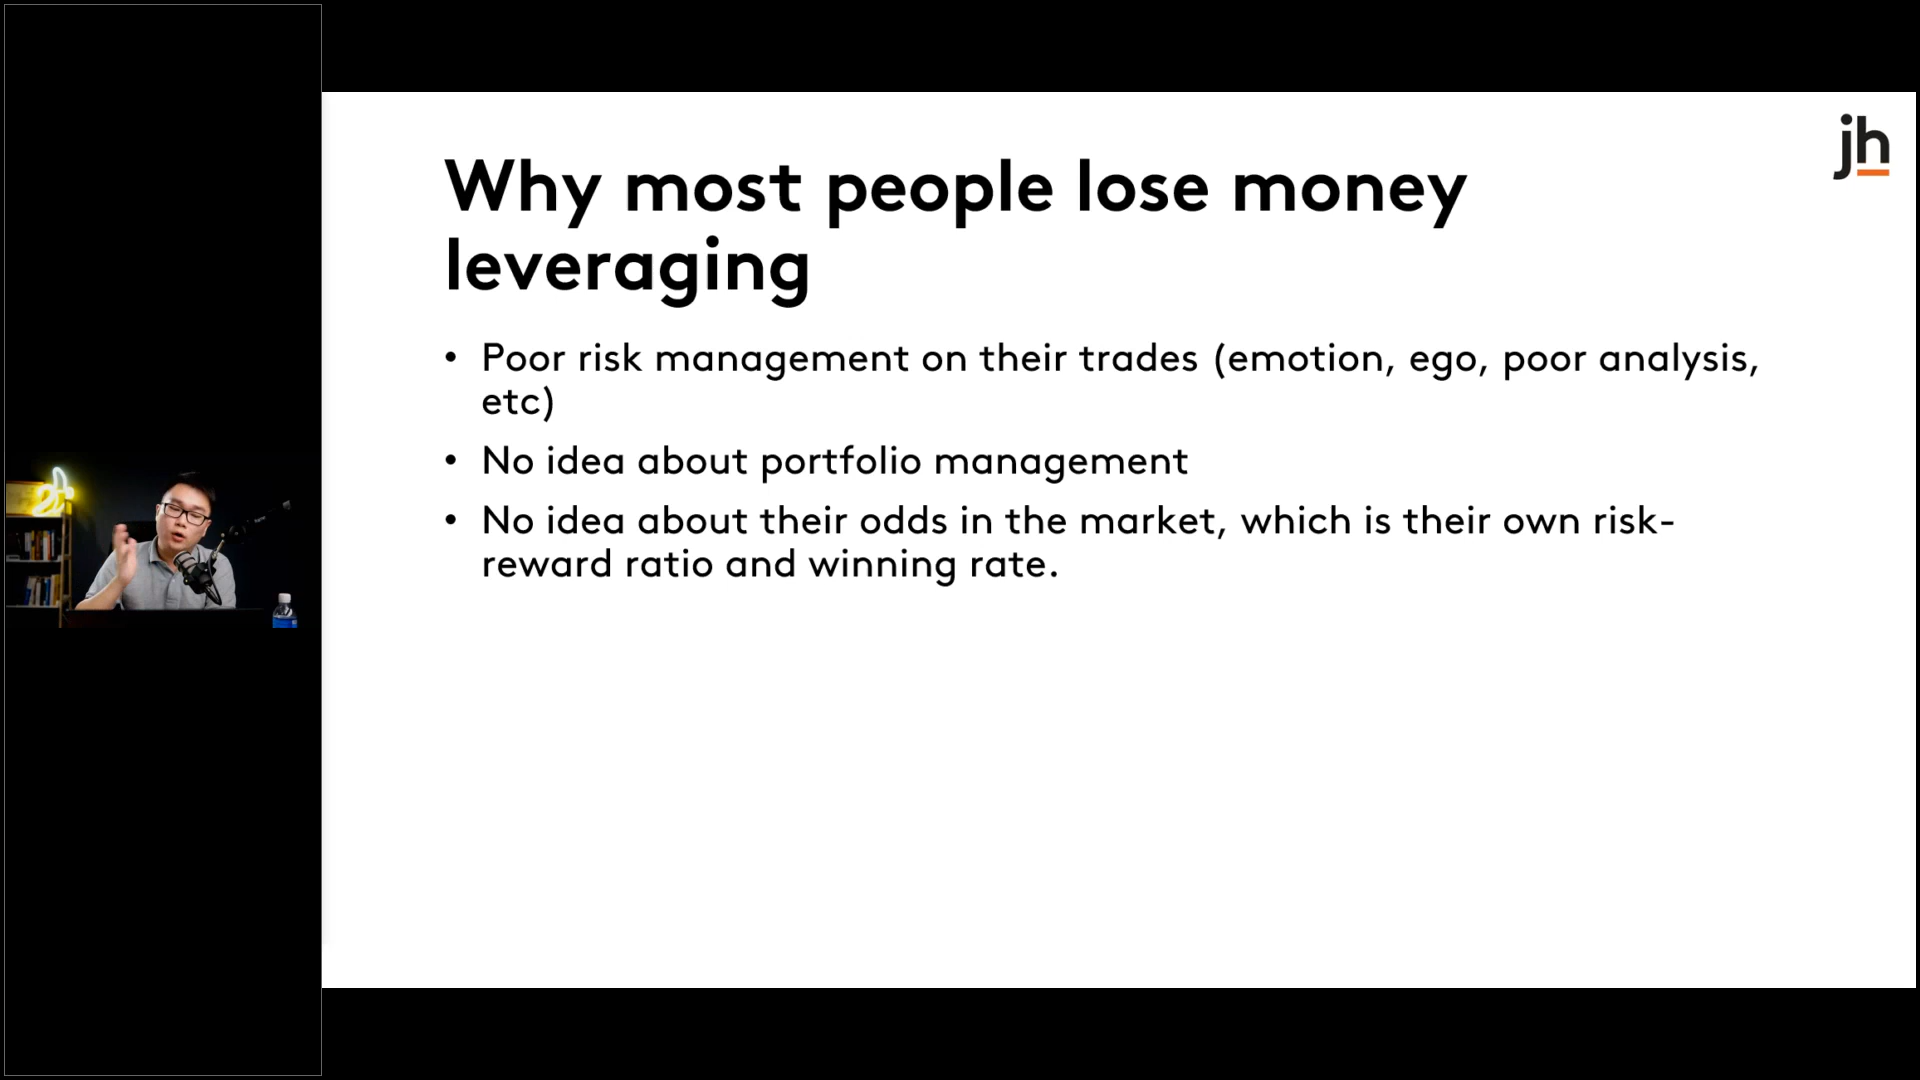 jh
Why most people lose money
leveraging
• Poor risk management on their trades (emotion, ego, poor analysis,
etc)
• No idea about portfolio management
• No idea about their odds in the market, which is their own risk-
reward ratio and winning rate.